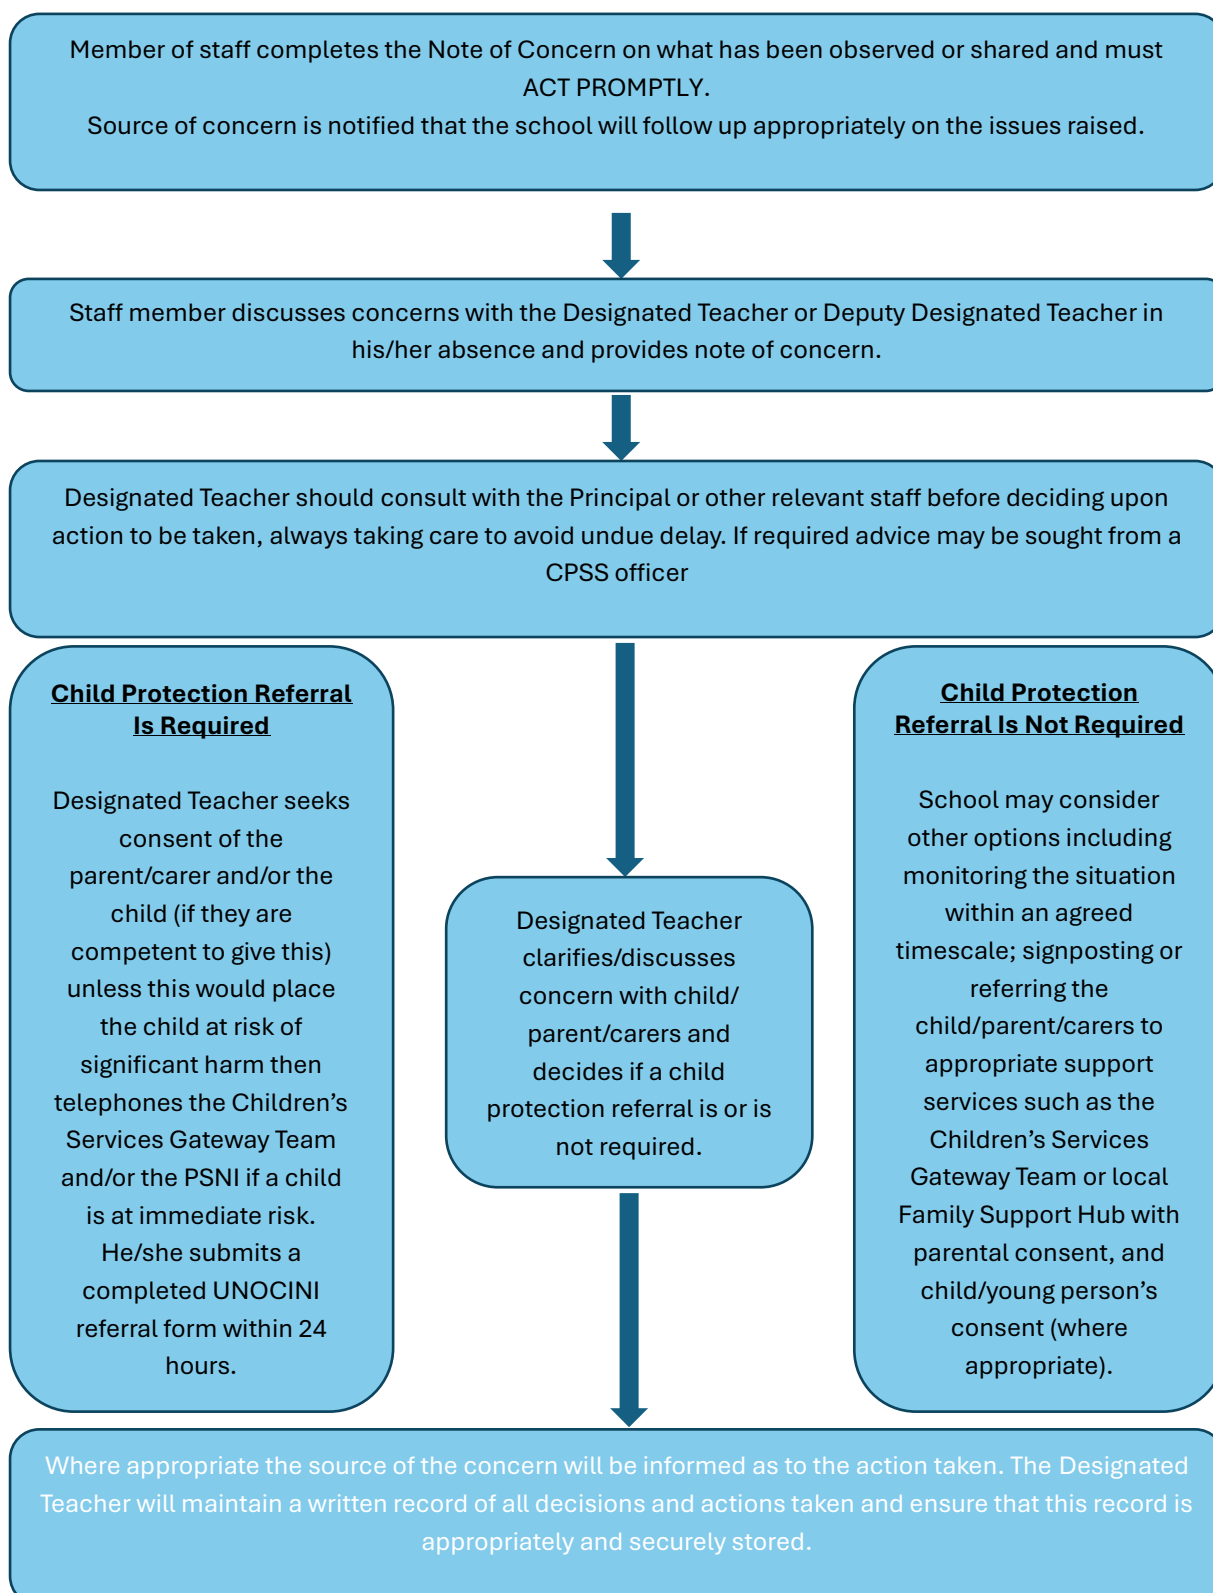 Member of staff completes the Note of Concern on what has been observed or shared and must
ACT PROMPTLY.
Source of concern is notified that the school will follow up appropriately on the issues raised.
Staff member discusses concerns with the Designated Teacher or Deputy Designated Teacher in
his/her absence and provides note of concern.
Designated Teacher should consult with the Principal or other relevant staff before deciding upon
action to be taken, always taking care to avoid undue delay. If required advice may be sought from a
CPSS officer
Child Protection Referral
Is Required
Designated Teacher seeks
consent of the
parent/carer and/or the
child (if they are
competent to give this)
unless this would place
the child at risk of
significant harm then
telephones the Children’s
Services Gateway Team
and/or the PSNI if a child
is at immediate risk.
He/she submits a
completed UNOCINI
referral form within 24
hours.
Designated Teacher
clarifies/discusses
concern with child/
parent/carers and
decides if a child
protection referral is or is
not required.
Child Protection
Referral Is Not Required
School may consider
other options including
monitoring the situation
within an agreed
timescale; signposting or
referring the
child/parent/carers to
appropriate support
services such as the
Children’s Services
Gateway Team or local
Family Support Hub with
parental consent, and
child/young person’s
consent (where
appropriate).
Where appropriate the source of the concern will be informed as to the action taken. The Designated
Teacher will maintain a written record of all decisions and actions taken and ensure that this record is
appropriately and securely stored.